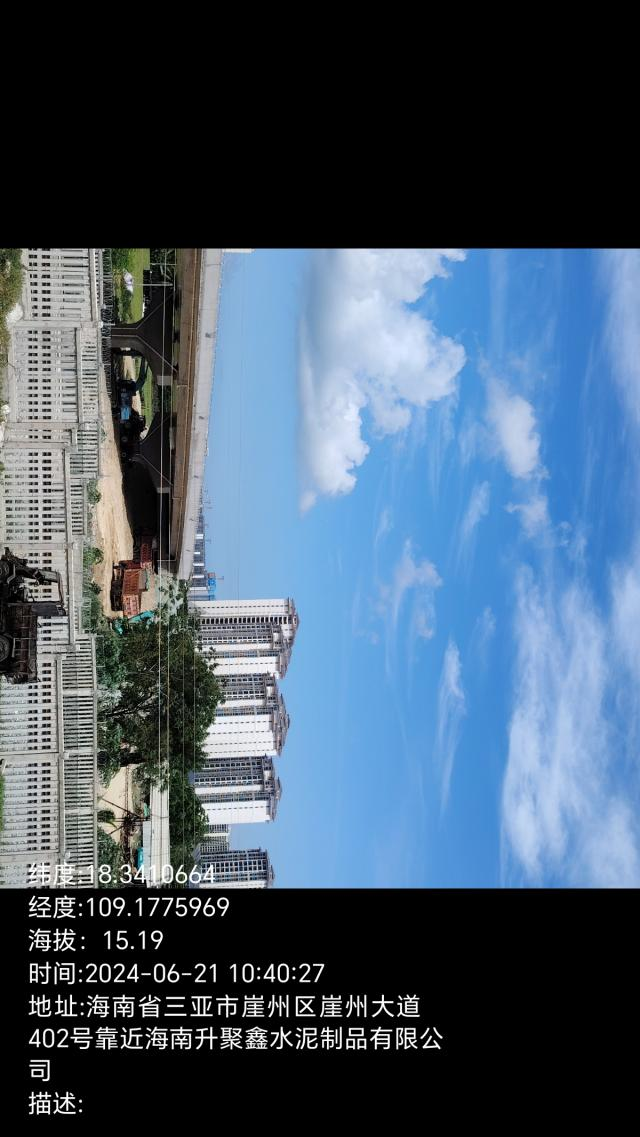 纬度:18.3410664
经度:109.1775969
海拔：15.19
时间:2024-06-21 10:40:27
地址:海南省三亚市崖州区崖州大道
402号靠近海南升聚鑫水泥制品有限公
司
描述: